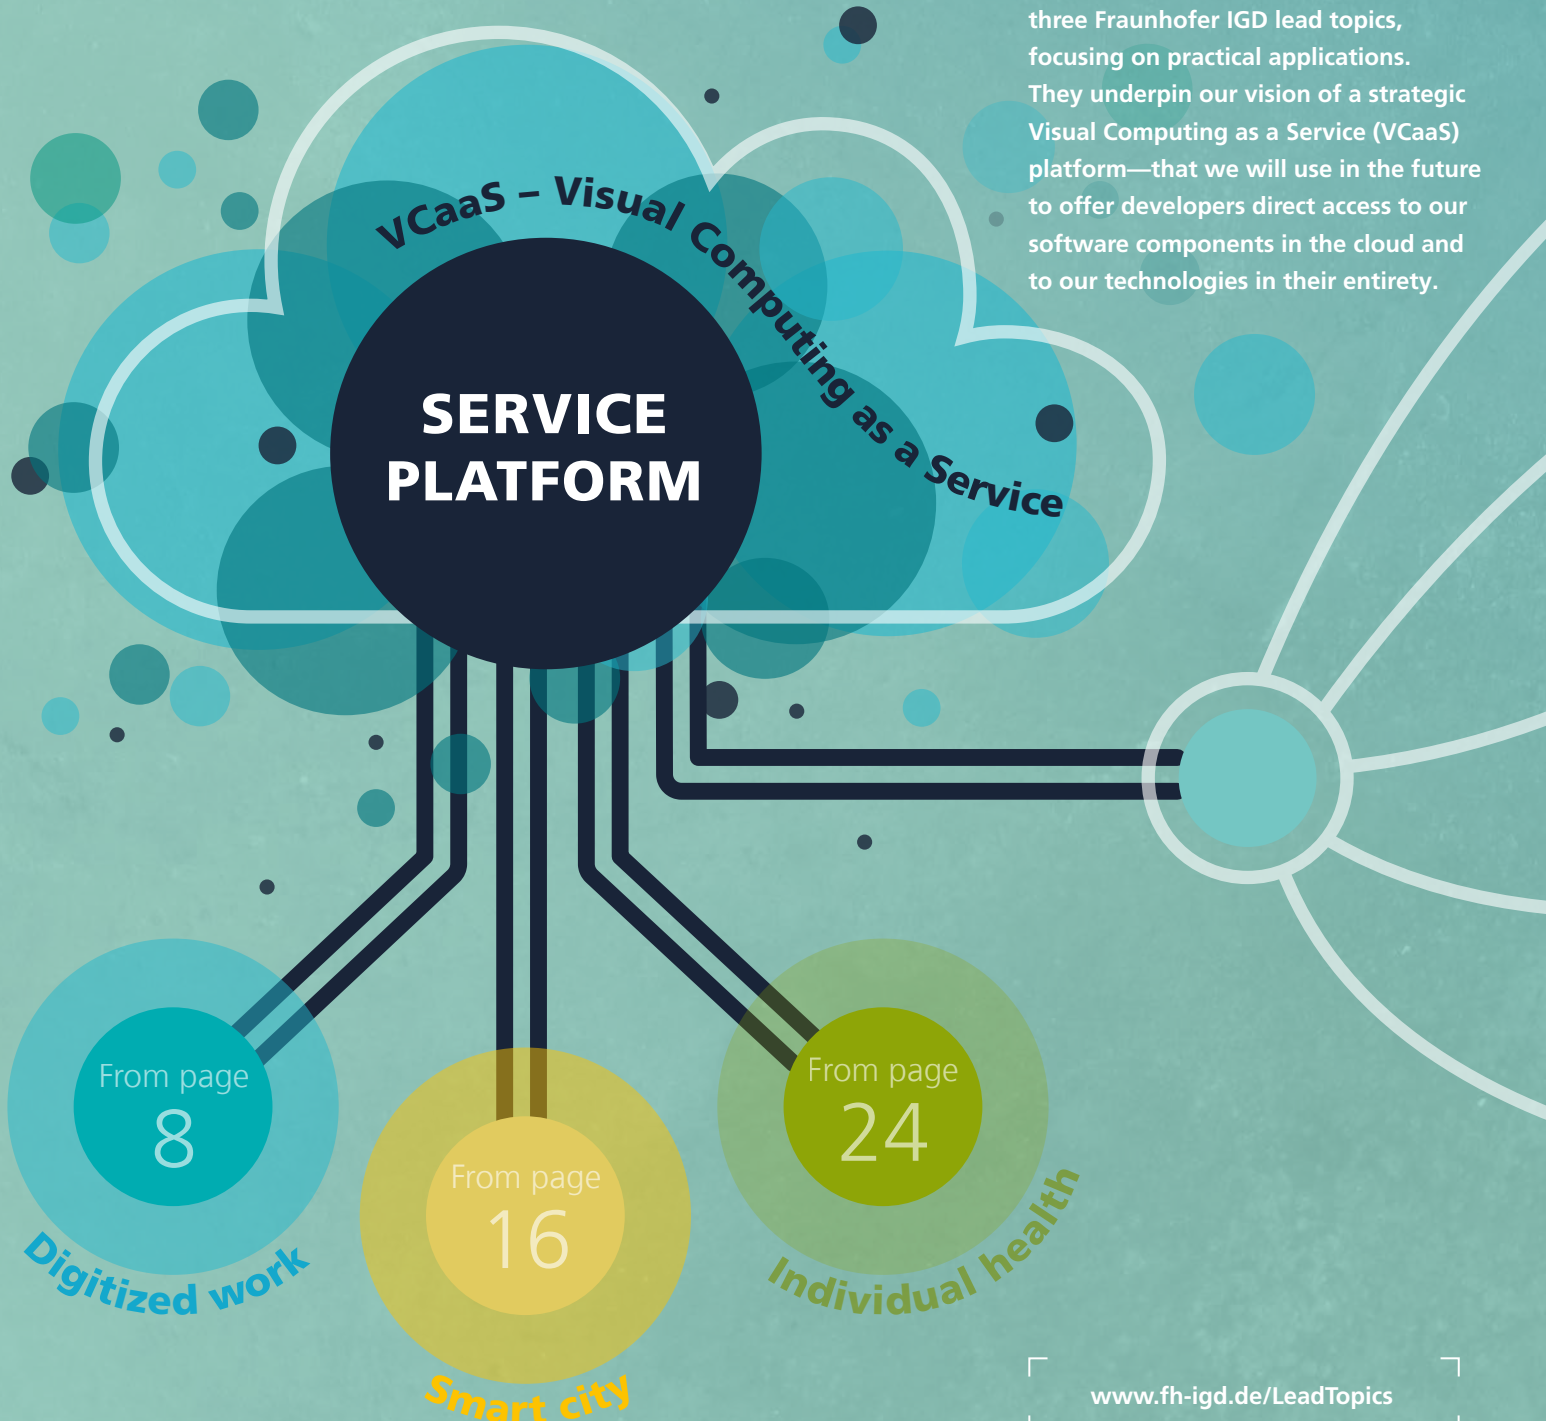 three Fraunhofer IGD lead topics,
focusing on practical applications.
They underpin our vision of a strategic
Visual Computing as a Service (VCaaS)
platform—that we will use in the future
to offer developers direct access to our
software components in the cloud and
to our technologies in their entirety.
VCaaS – Visual Computing as a Service
SERVICE
PLATFORM
From page
8
Digitized work
From page
16
Smart city
From page
24
Individual health
www.fh-igd.de/LeadTopics